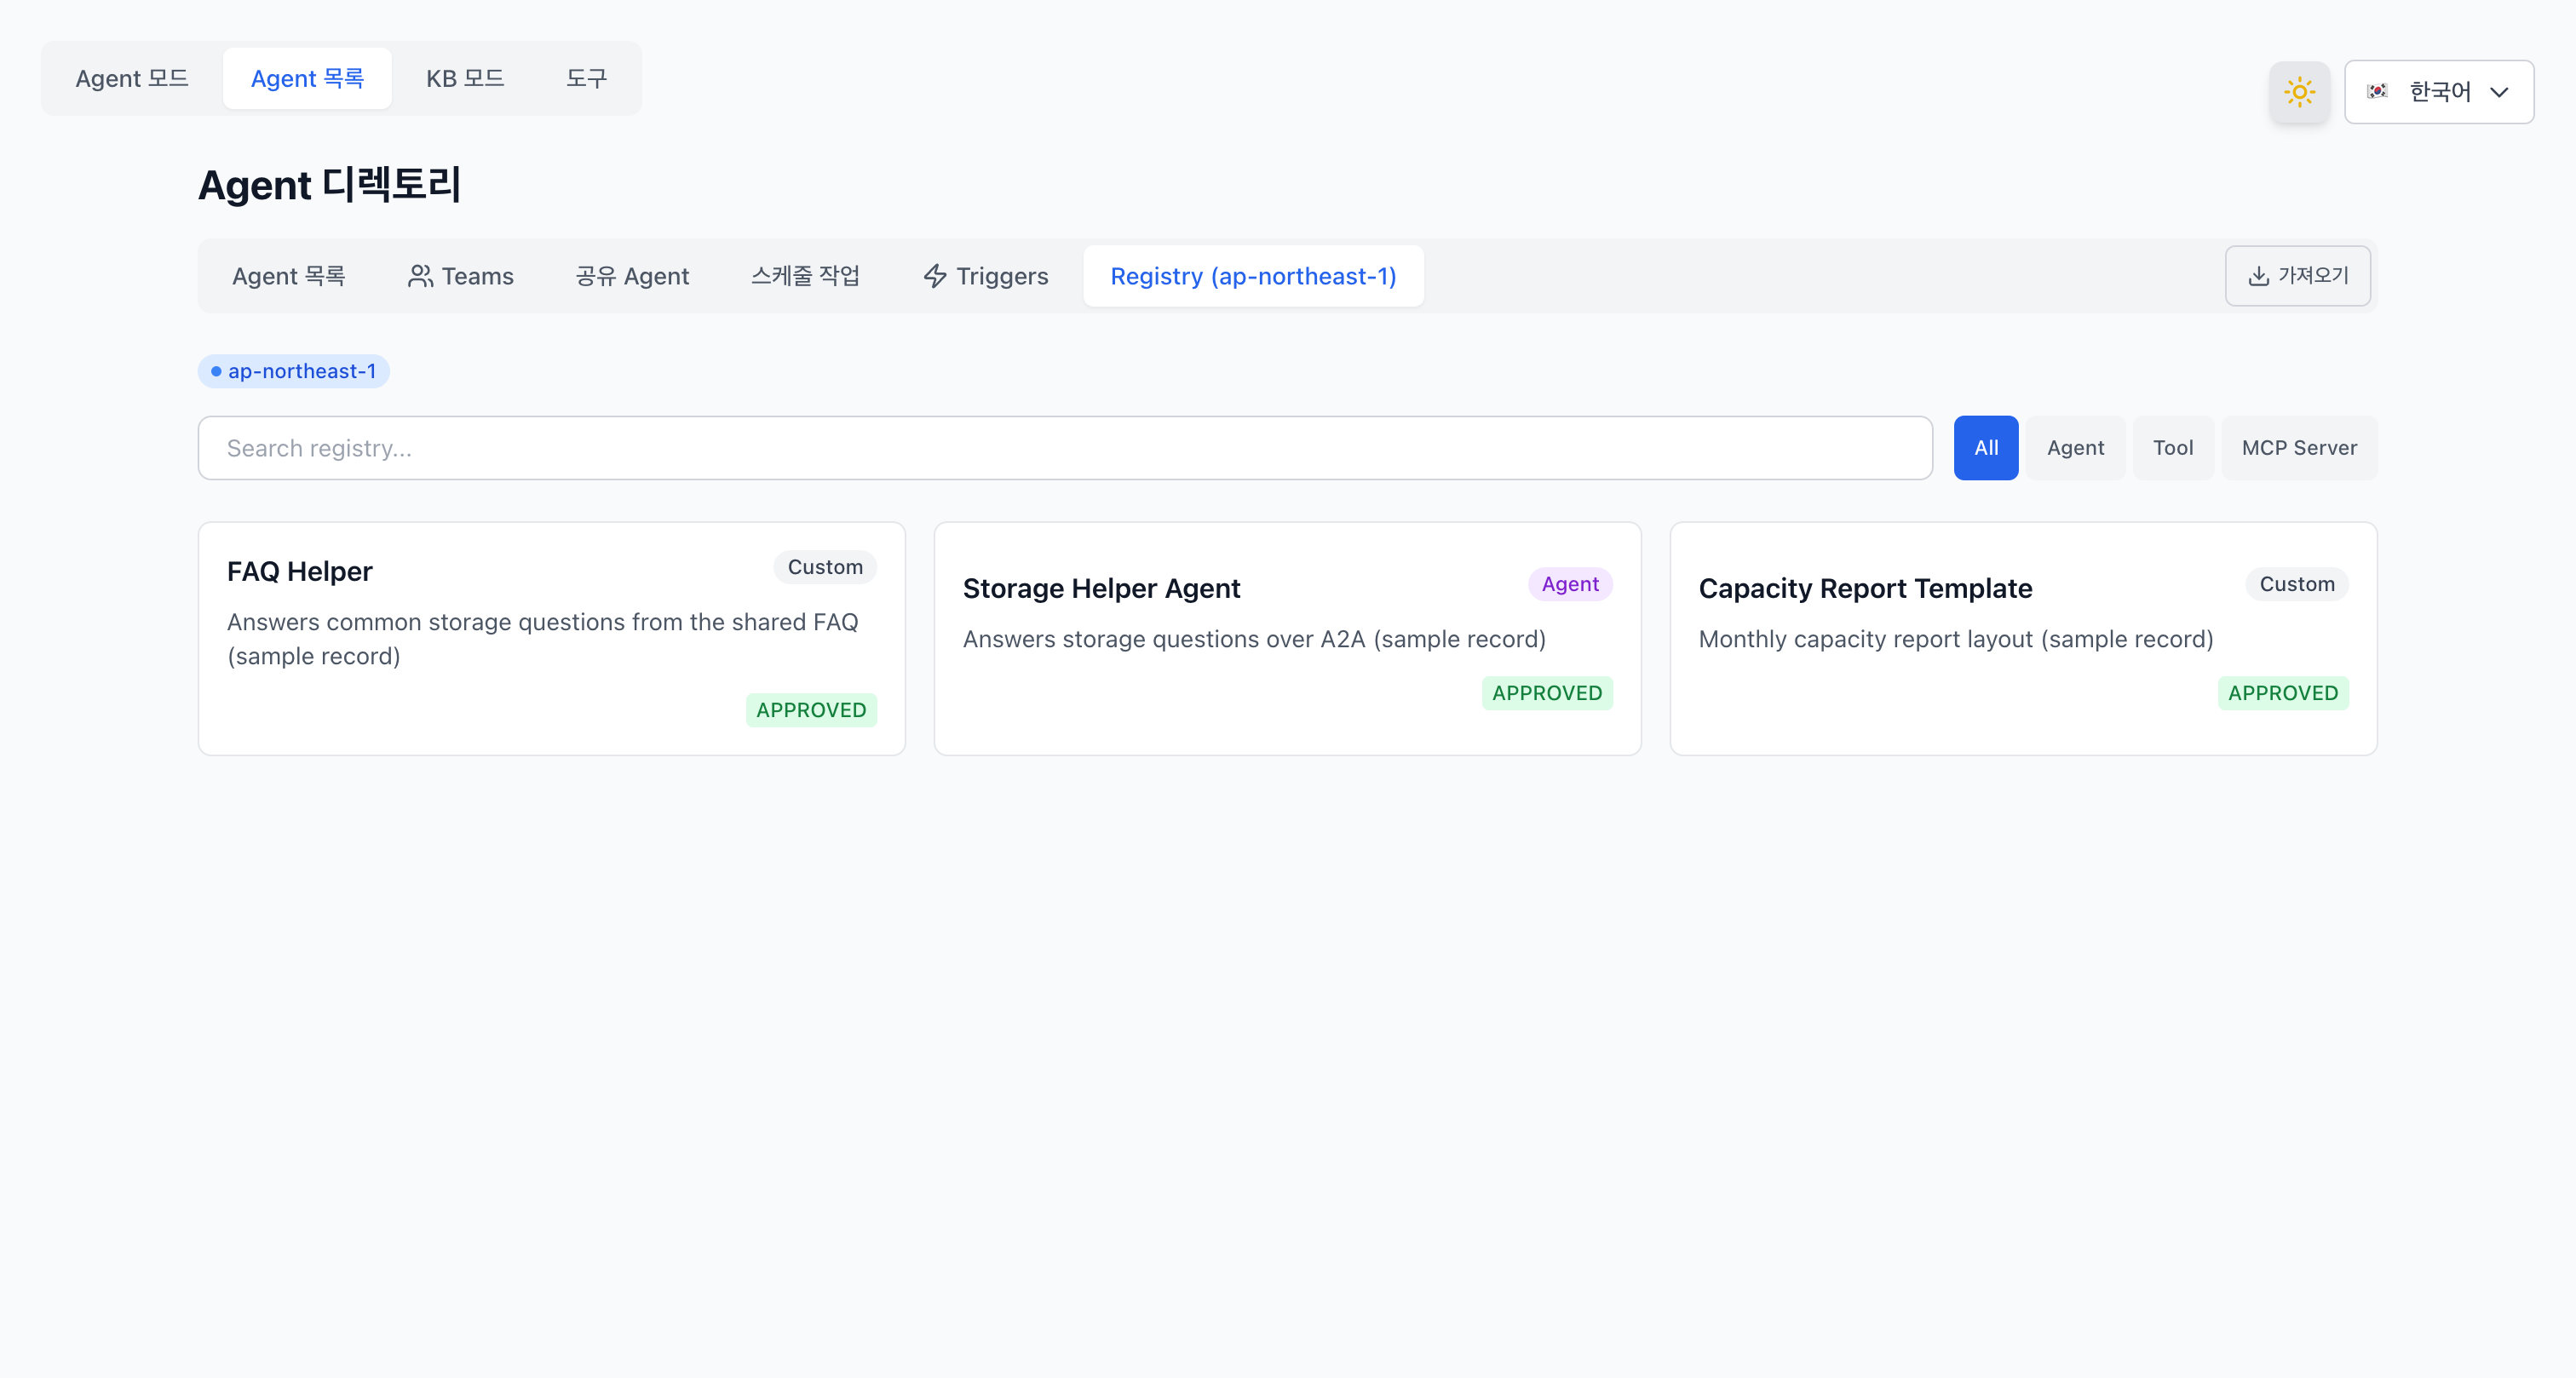 Agent 모드
Agent 목록
KB 모드
도구
한국어
Agent 디렉토리
Agent 목록
Teams
공유 Agent
스케줄 작업
Triggers
Registry (ap-northeast-1)
가져오기
ap-northeast-1
Search registry...
All
Agent
Tool
MCP Server
FAQ Helper
Custom
Answers common storage questions from the shared FAQ
(sample record)
APPROVED
Storage Helper Agent
Agent
Answers storage questions over A2A (sample record)
APPROVED
Capacity Report Template
Custom
Monthly capacity report layout (sample record)
APPROVED